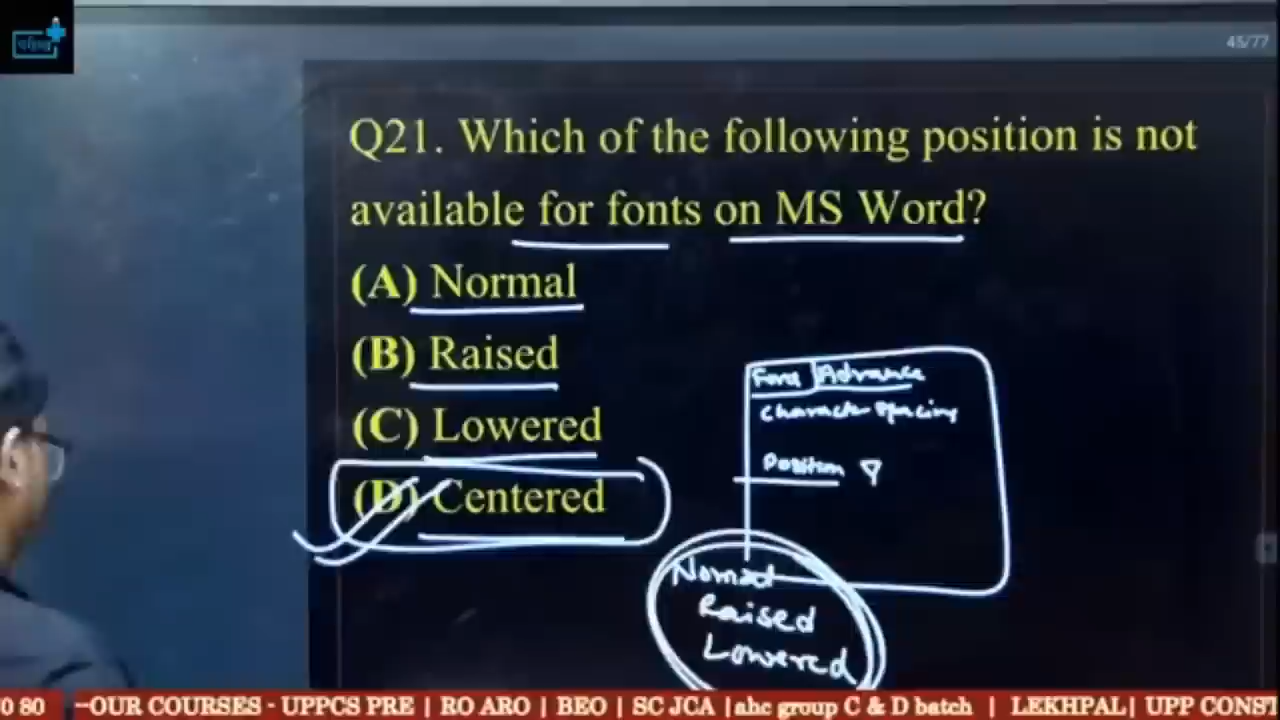 45/77
Q21. Which of the following position is not
available for fonts on MS Word?
(A) Normal
(B) Raised
(C) Lowered
(D) Centered
Advance
Character spacing
Position
Normal
Raised
Lowered
0 80 -OUR COURSES - UPPCS PRE | RO ARO | BEO | SC JCA |ahc group C & D batch | LEKHPAL| UPP CONST